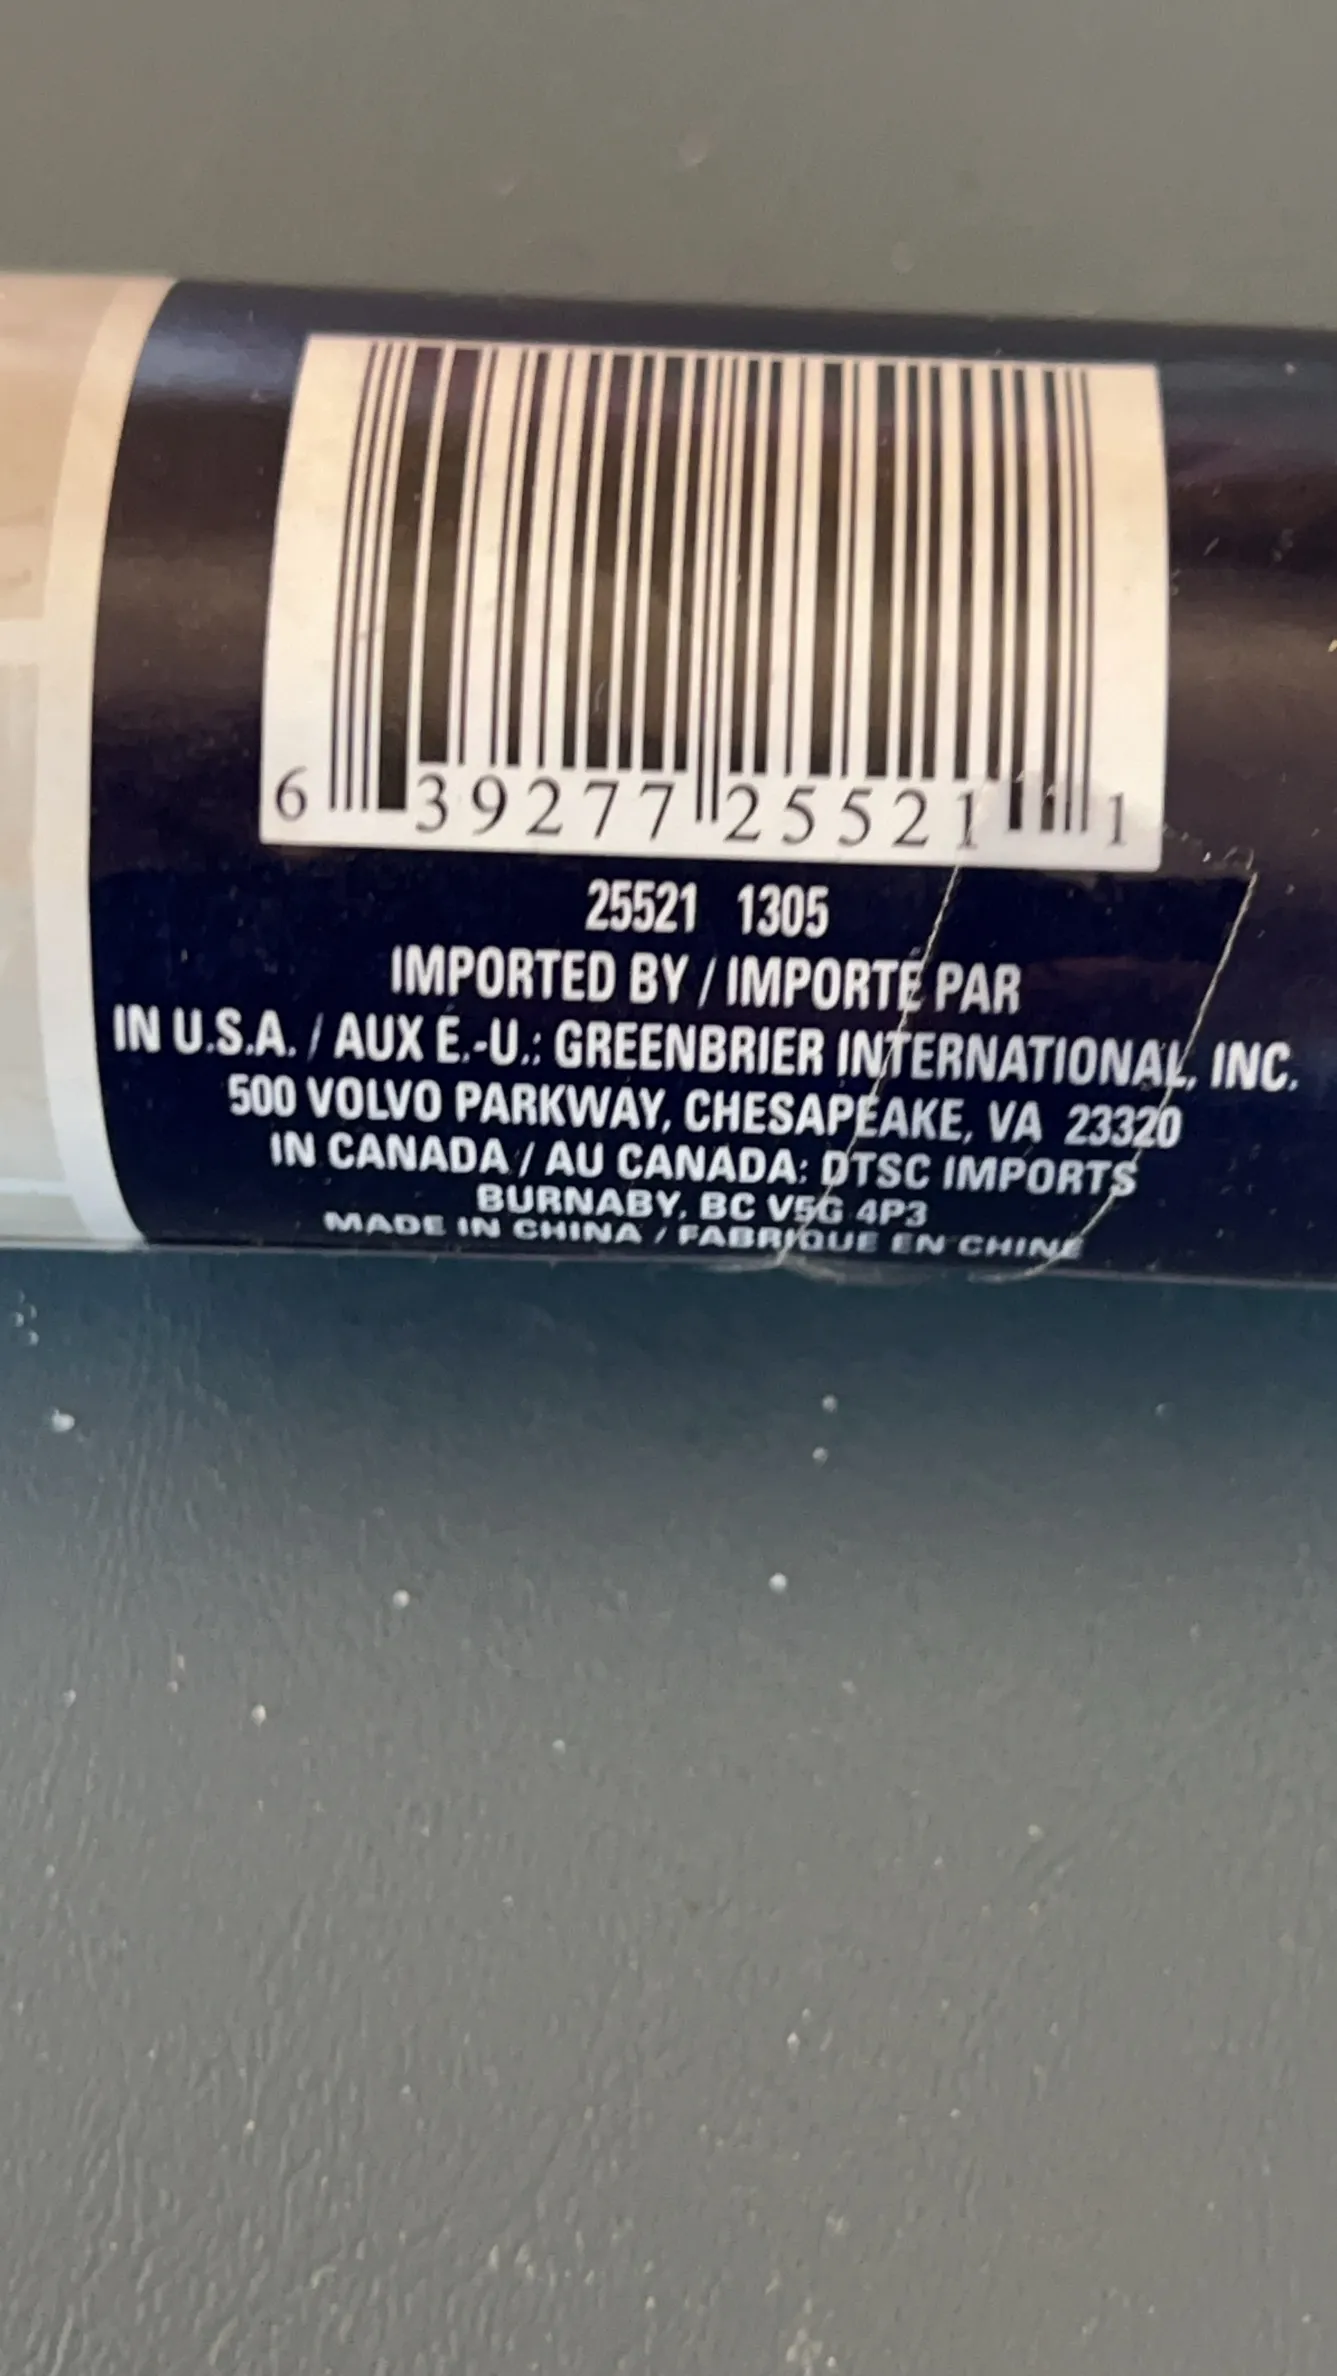 6 39277 25521 1
25521 1305
IMPORTED BY / IMPORTÉ PAR
IN U.S.A. / AUX É.-U.: GREENBRIER INTERNATIONAL, INC.
500 VOLVO PARKWAY, CHESAPEAKE, VA 23320
IN CANADA / AU CANADA: DTSC IMPORTS
BURNABY, BC V5G 4P3
MADE IN CHINA / FABRIQUE EN CHINE